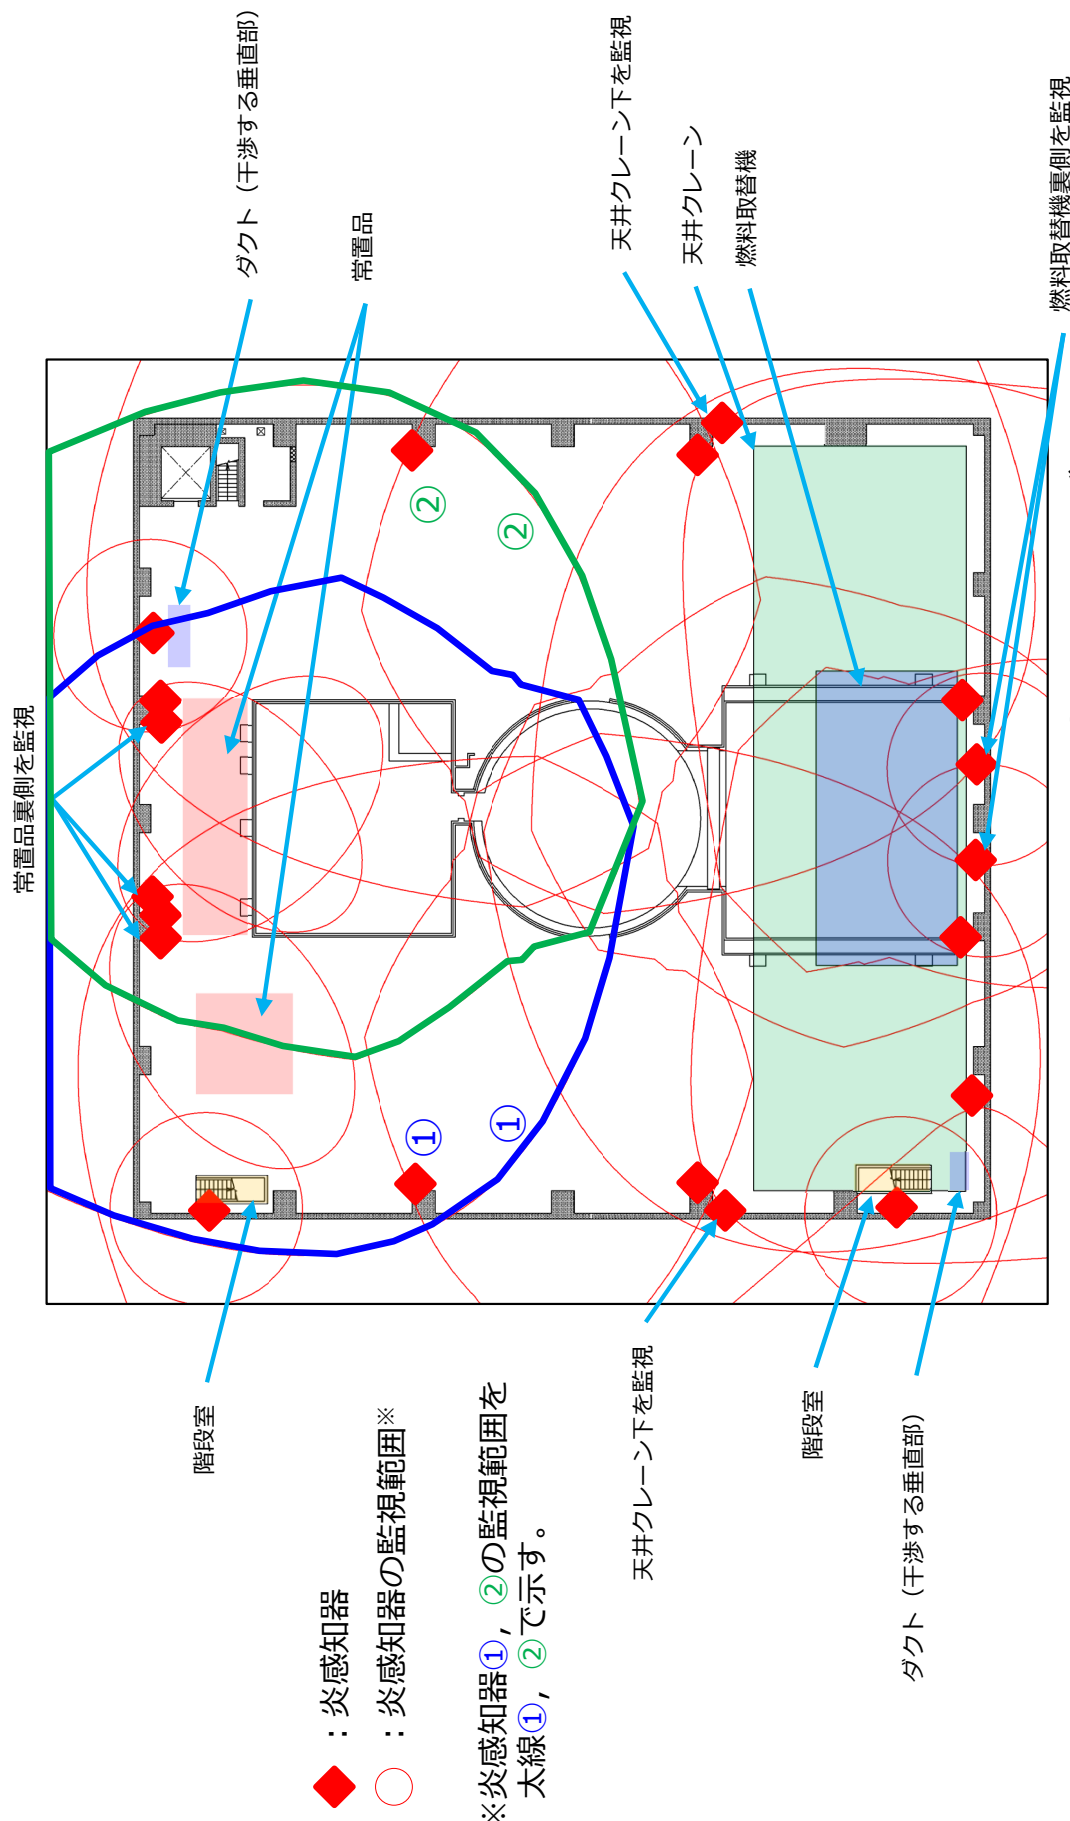 常置品裏側を監視
ダクト（干渉する垂直部）
常置品
天井クレーン下を監視
天井クレーン
燃料取替機
燃料取替機裏側を監視
②
②
①
①
階段室
天井クレーン下を監視
階段室
ダクト（干渉する垂直部）
：炎感知器
：炎感知器の監視範囲※
※炎感知器①，②の監視範囲を
太線①，②で示す。